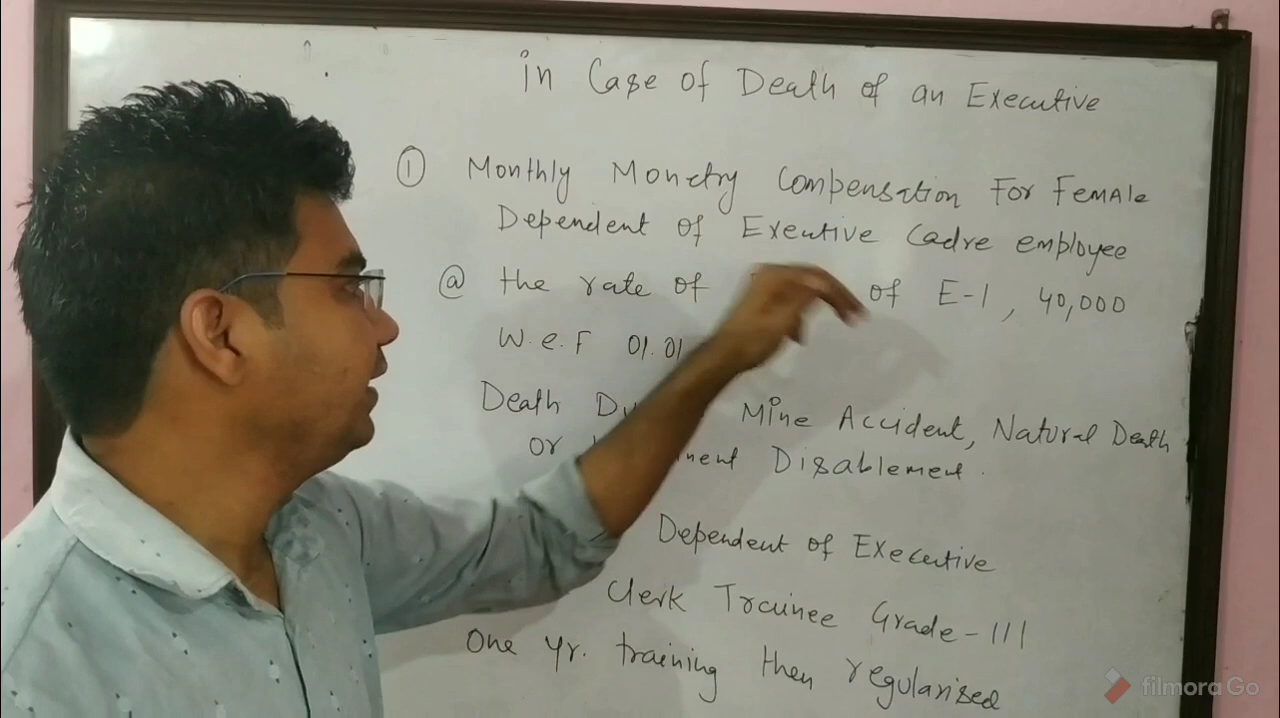 in Case of Death of an Executive
① Monthly Monetry Compensation For FemAle
Dependent of Exeutive Cadre employee
@ the rate of of E-1, 40,000
W.e.F 01.01
Death Mine Accident, Natural Death
or Disablement.
Dependent of Executive
Clerk Trainee Grade-III
One yr. training then regularised
filmora Go